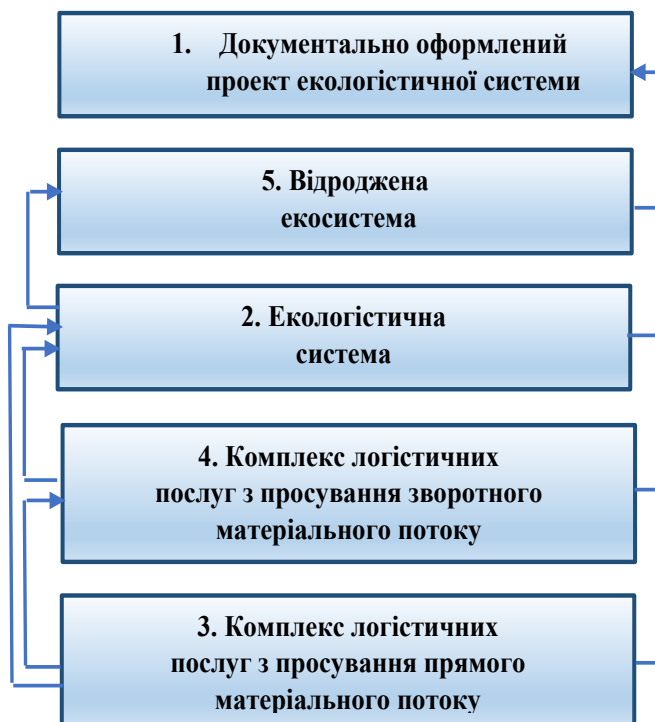 1. Документально оформлений
проект екологістичної системи
5. Відроджена
екосистема
2. Екологістична
система
4. Комплекс логістичних
послуг з просування зворотного
матеріального потоку
3. Комплекс логістичних
послуг з просування прямого
матеріального потоку